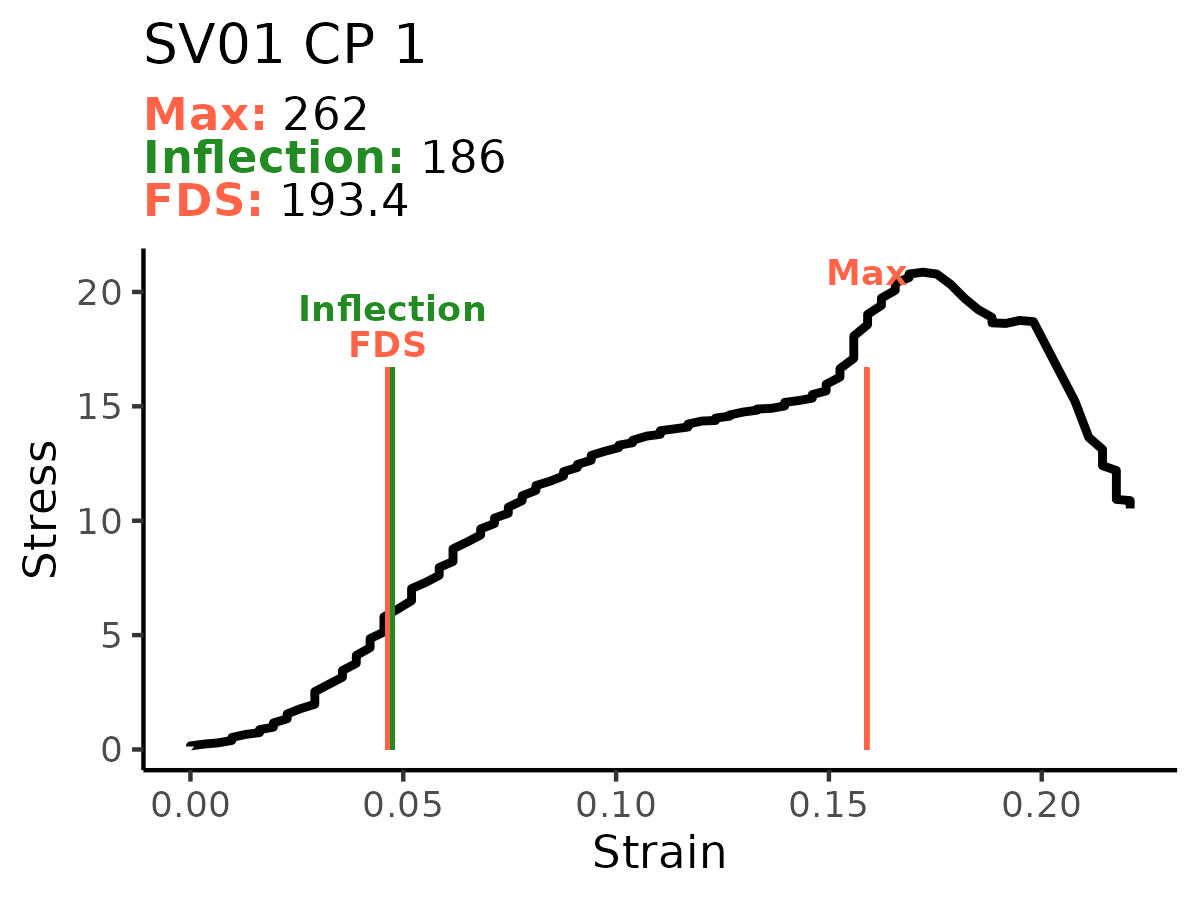 SV01 CP 1
Max: 262
Inflection: 186
FDS: 193.4
Max
Inflection
FDS
20
15
10
5
0
Stress
0.00 0.05 0.10 0.15 0.20
Strain